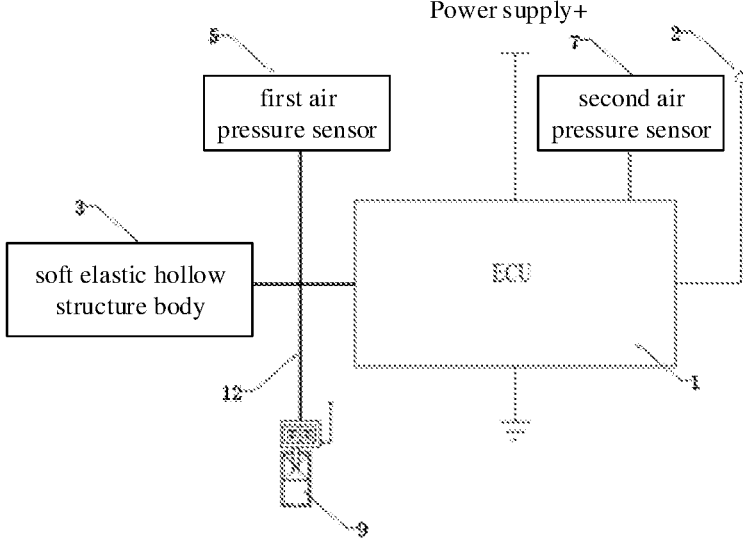 Power supply+
5
7
2
first air
pressure sensor
second air
pressure sensor
3
soft elastic hollow
structure body
ECU
12
1
9